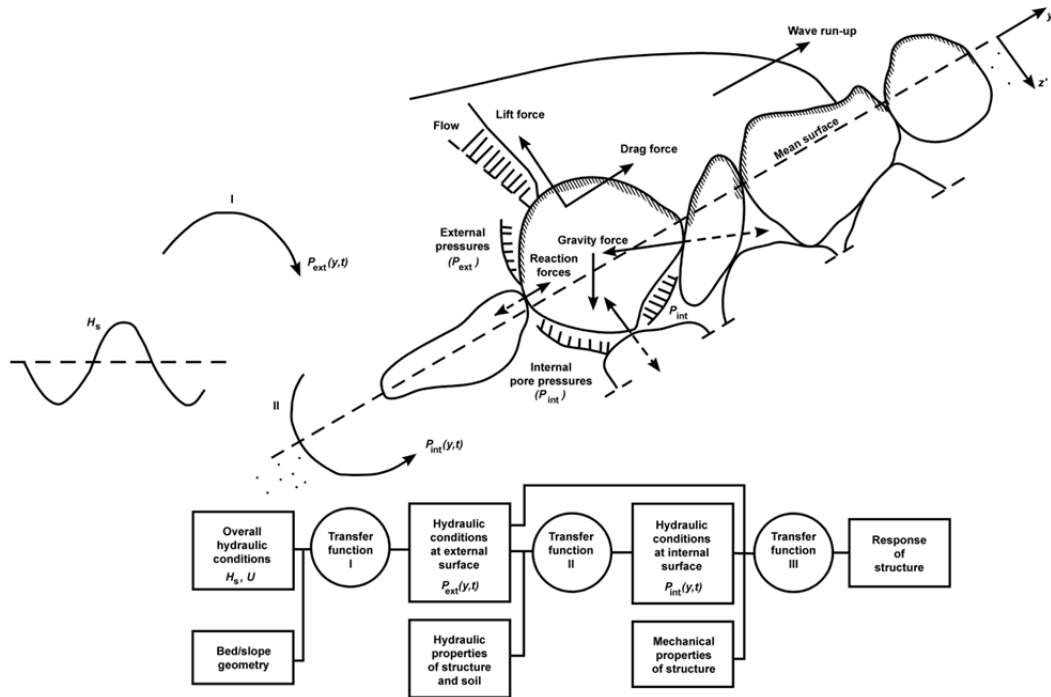 y
z'
Wave run-up
Mean surface
Lift force
Flow
Drag force
Gravity force
External
pressures
(P_ext)
Reaction
forces
P_int
Internal
pore pressures
(P_int)
I
P_ext(y,t)
H_s
II
P_int(y,t)
Overall
hydraulic
conditions
H_s, U
Transfer
function
I
Hydraulic
conditions
at external
surface
P_ext(y,t)
Transfer
function
II
Hydraulic
conditions
at internal
surface
P_int(y,t)
Transfer
function
III
Response
of
structure
Bed/slope
geometry
Hydraulic
properties
of structure
and soil
Mechanical
properties
of structure